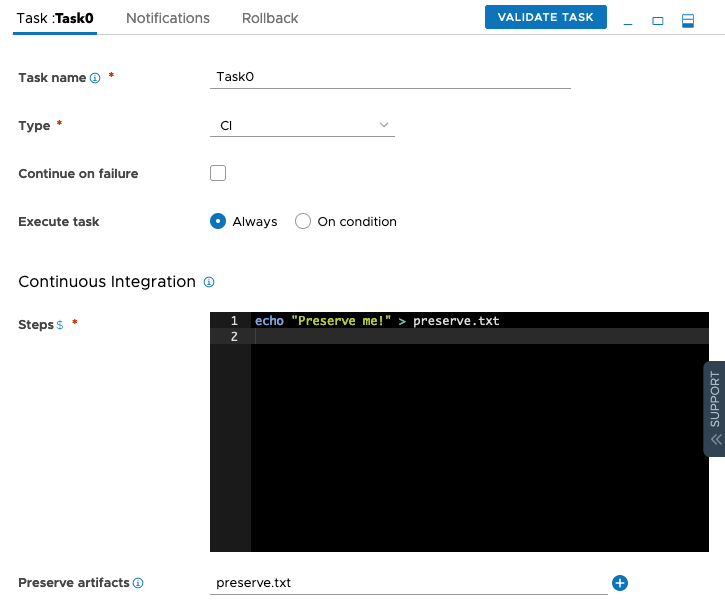 Task :Task0 Notifications Rollback VALIDATE TASK
Task name * Task0
Type * CI
Continue on failure
Execute task Always On condition
Continuous Integration
Steps $ *
1 echo "Preserve me!" > preserve.txt
2
SUPPORT
Preserve artifacts preserve.txt